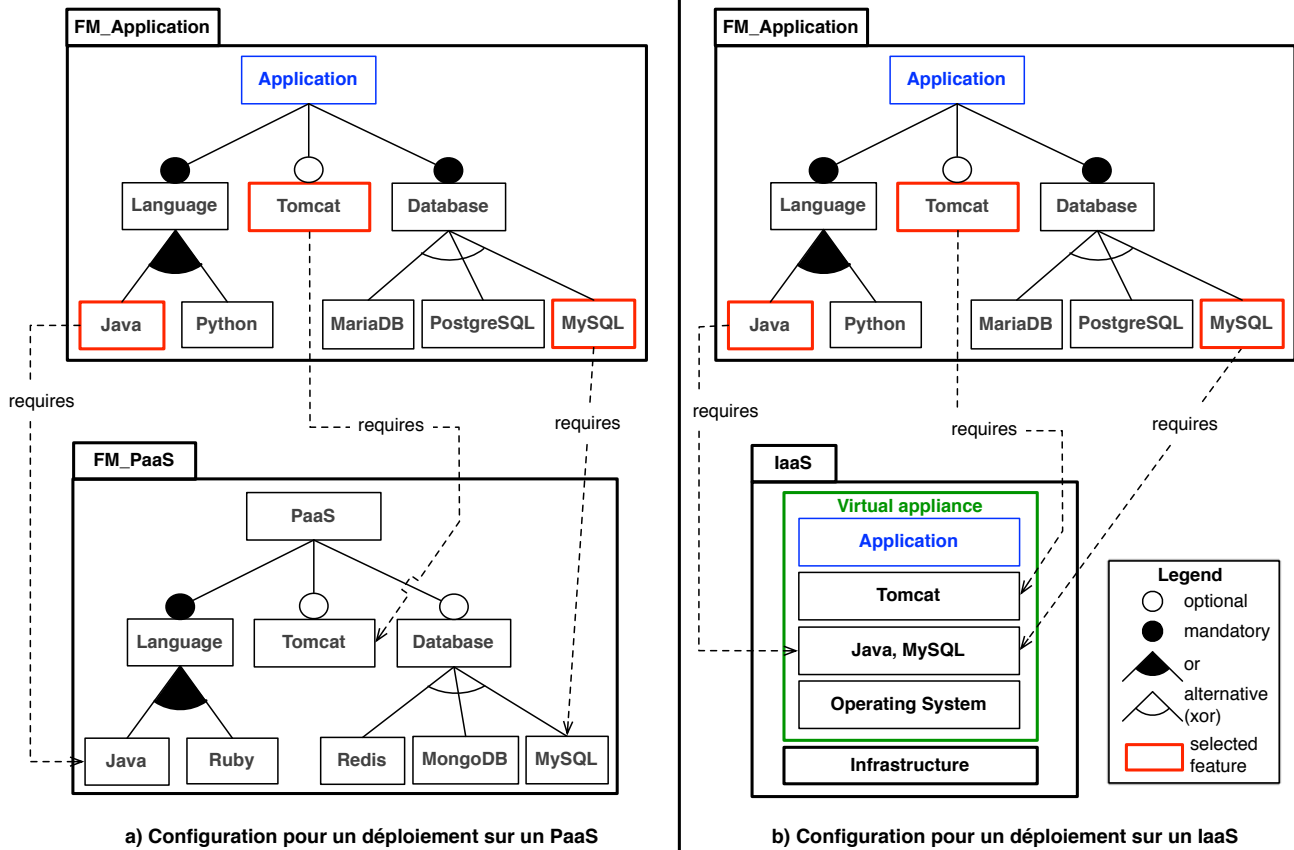 FM_Application
Application
Language
Tomcat
Database
Java
Python
MariaDB
PostgreSQL
MySQL
requires
requires
requires
FM_PaaS
PaaS
Language
Tomcat
Database
Java
Ruby
Redis
MongoDB
MySQL
a) Configuration pour un déploiement sur un PaaS
FM_Application
Application
Language
Tomcat
Database
Java
Python
MariaDB
PostgreSQL
MySQL
requires
requires
requires
IaaS
Virtual appliance
Application
Tomcat
Java, MySQL
Operating System
Infrastructure
Legend
optional
mandatory
or
alternative
(xor)
selected
feature
b) Configuration pour un déploiement sur un IaaS